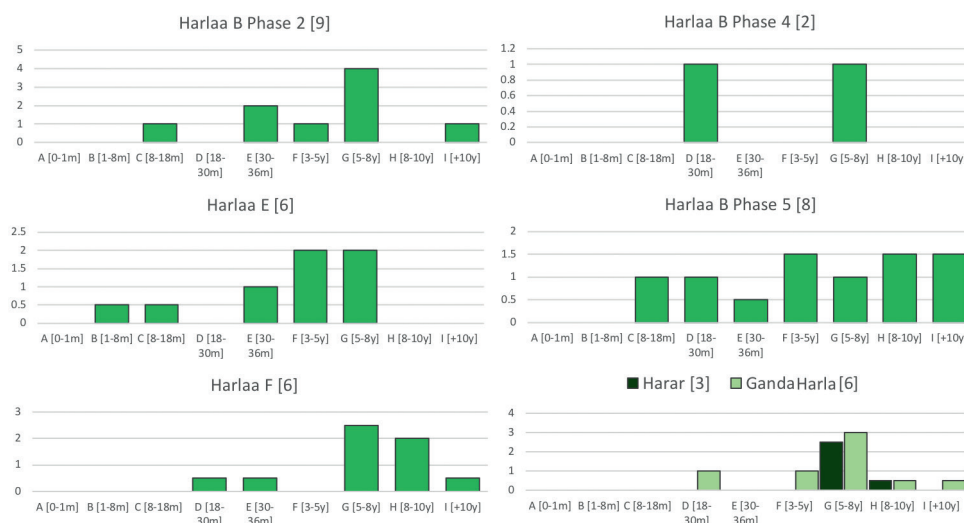 Harlaa B Phase 2 [9]
5
4
3
2
1
0
A [0-1m] B [1-8m] C [8-18m] D [18-30m] E [30-36m] F [3-5y] G [5-8y] H [8-10y] I [+10y]
Harlaa B Phase 4 [2]
1.2
1
0.8
0.6
0.4
0.2
0
A [0-1m] B [1-8m] C [8-18m] D [18-30m] E [30-36m] F [3-5y] G [5-8y] H [8-10y] I [+10y]
Harlaa E [6]
2.5
2
1.5
1
0.5
0
A [0-1m] B [1-8m] C [8-18m] D [18-30m] E [30-36m] F [3-5y] G [5-8y] H [8-10y] I [+10y]
Harlaa B Phase 5 [8]
2
1.5
1
0.5
0
A [0-1m] B [1-8m] C [8-18m] D [18-30m] E [30-36m] F [3-5y] G [5-8y] H [8-10y] I [+10y]
Harlaa F [6]
3
2
1
0
A [0-1m] B [1-8m] C [8-18m] D [18-30m] E [30-36m] F [3-5y] G [5-8y] H [8-10y] I [+10y]
Harar [3] Ganda Harla [6]
4
3
2
1
0
A [0-1m] B [1-8m] C [8-18m] D [18-30m] E [30-36m] F [3-5y] G [5-8y] H [8-10y] I [+10y]